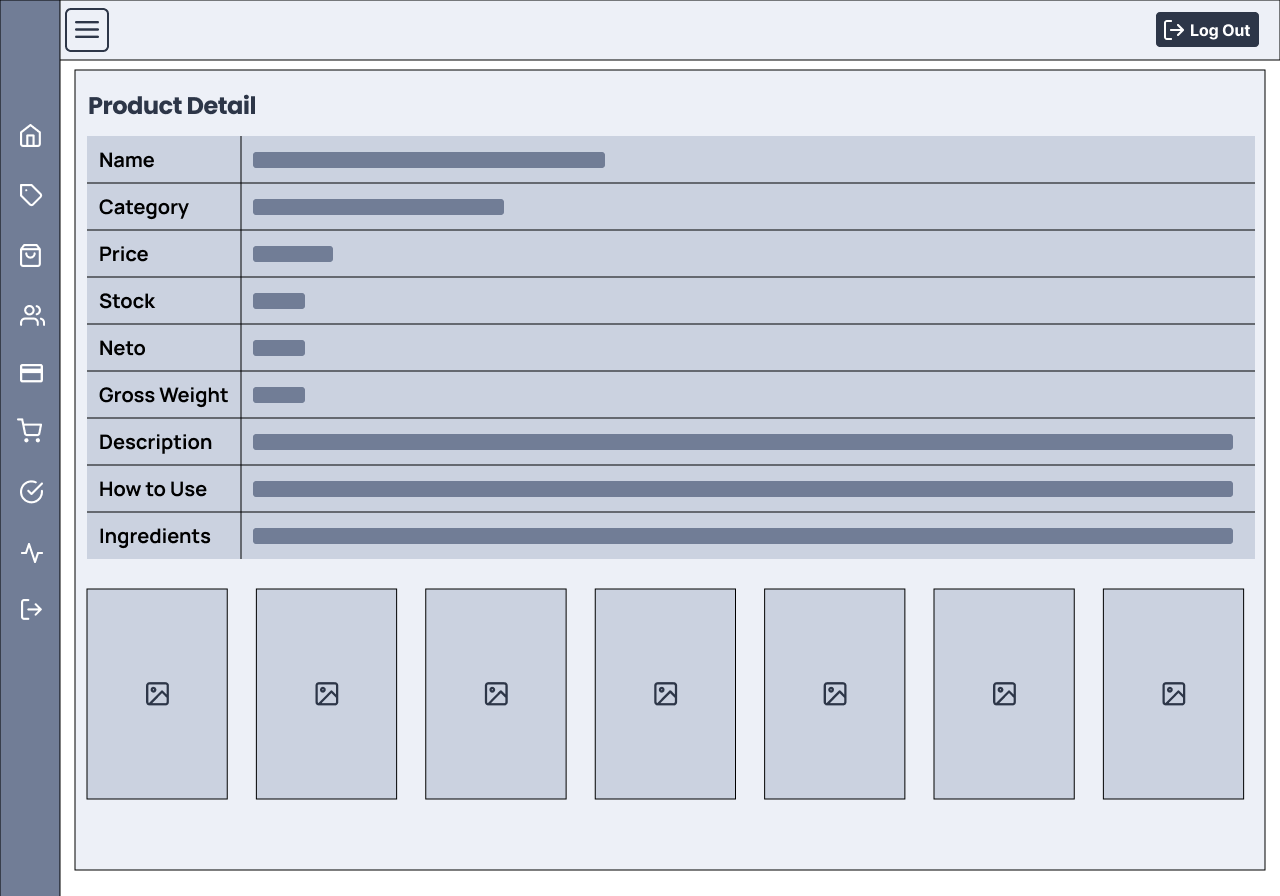 Log Out
Product Detail
Name
Category
Price
Stock
Neto
Gross Weight
Description
How to Use
Ingredients